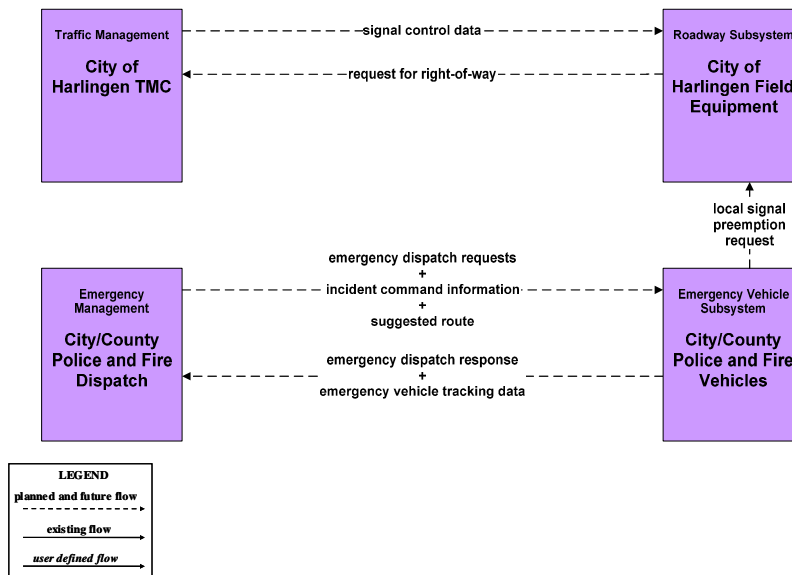 Traffic Management
City of
Harlingen TMC
signal control data
request for right-of-way
Roadway Subsystem
City of
Harlingen Field
Equipment
local signal
preemption
request
Emergency
Management
City/County
Police and Fire
Dispatch
emergency dispatch requests
+
incident command information
+
suggested route
emergency dispatch response
+
emergency vehicle tracking data
Emergency Vehicle
Subsystem
City/County
Police and Fire
Vehicles
LEGEND
planned and future flow
existing flow
user defined flow